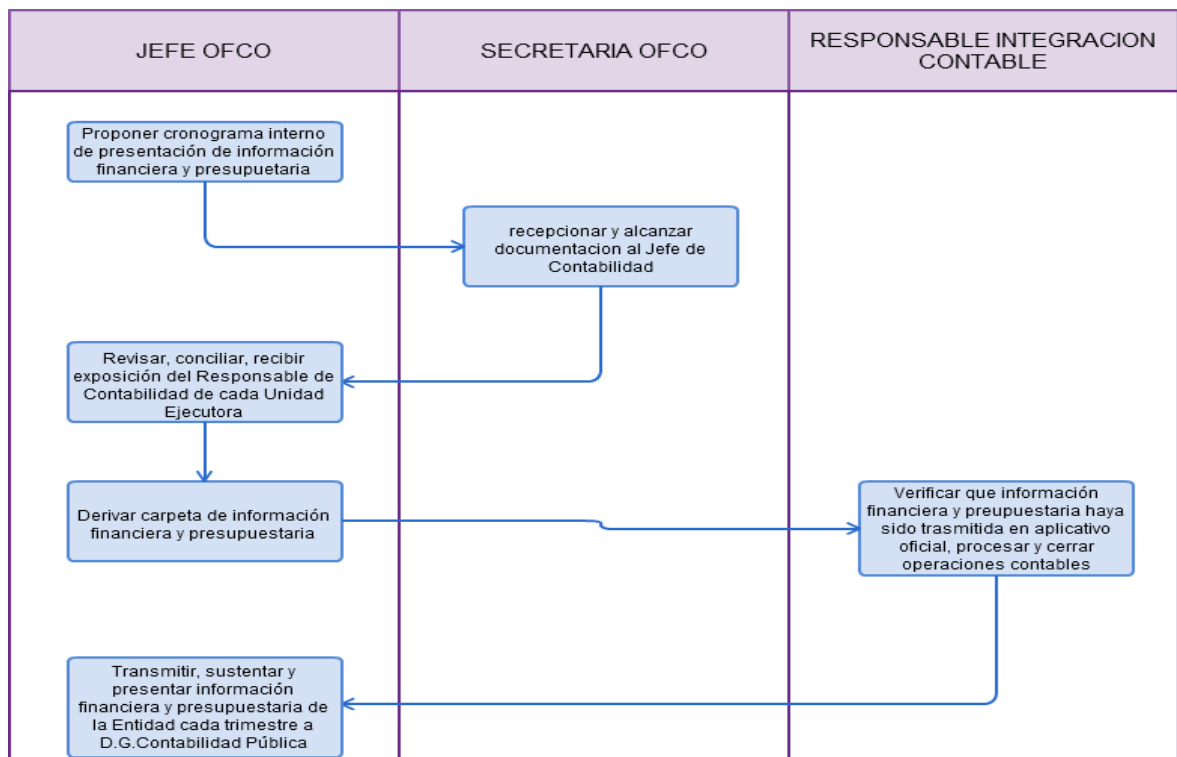 JEFE OFCO
SECRETARIA OFCO
RESPONSABLE INTEGRACION
CONTABLE
Proponer cronograma interno
de presentación de información
financiera y presupuetaria
recepcionar y alcanzar
documentacion al Jefe de
Contabilidad
Revisar, conciliar, recibir
exposición del Responsable de
Contabilidad de cada Unidad
Ejecutora
Derivar carpeta de información
financiera y presupuestaria
Verificar que información
financiera y preupuestaria haya
sido trasmitida en aplicativo
oficial, procesar y cerrar
operaciones contables
Transmitir, sustentar y
presentar información
financiera y presupuestaria de
la Entidad cada trimestre a
D.G.Contabilidad Pública